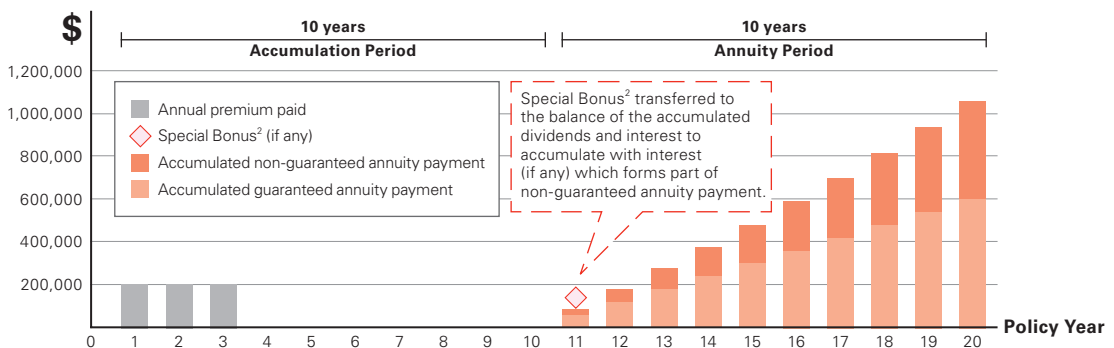 $
10 years
Accumulation Period
10 years
Annuity Period
1,200,000
1,000,000
800,000
600,000
400,000
200,000
Annual premium paid
Special Bonus² (if any)
Accumulated non-guaranteed annuity payment
Accumulated guaranteed annuity payment
Special Bonus² transferred to
the balance of the accumulated
dividends and interest to
accumulate with interest
(if any) which forms part of
non-guaranteed annuity payment.
0 1 2 3 4 5 6 7 8 9 10 11 12 13 14 15 16 17 18 19 20
Policy Year